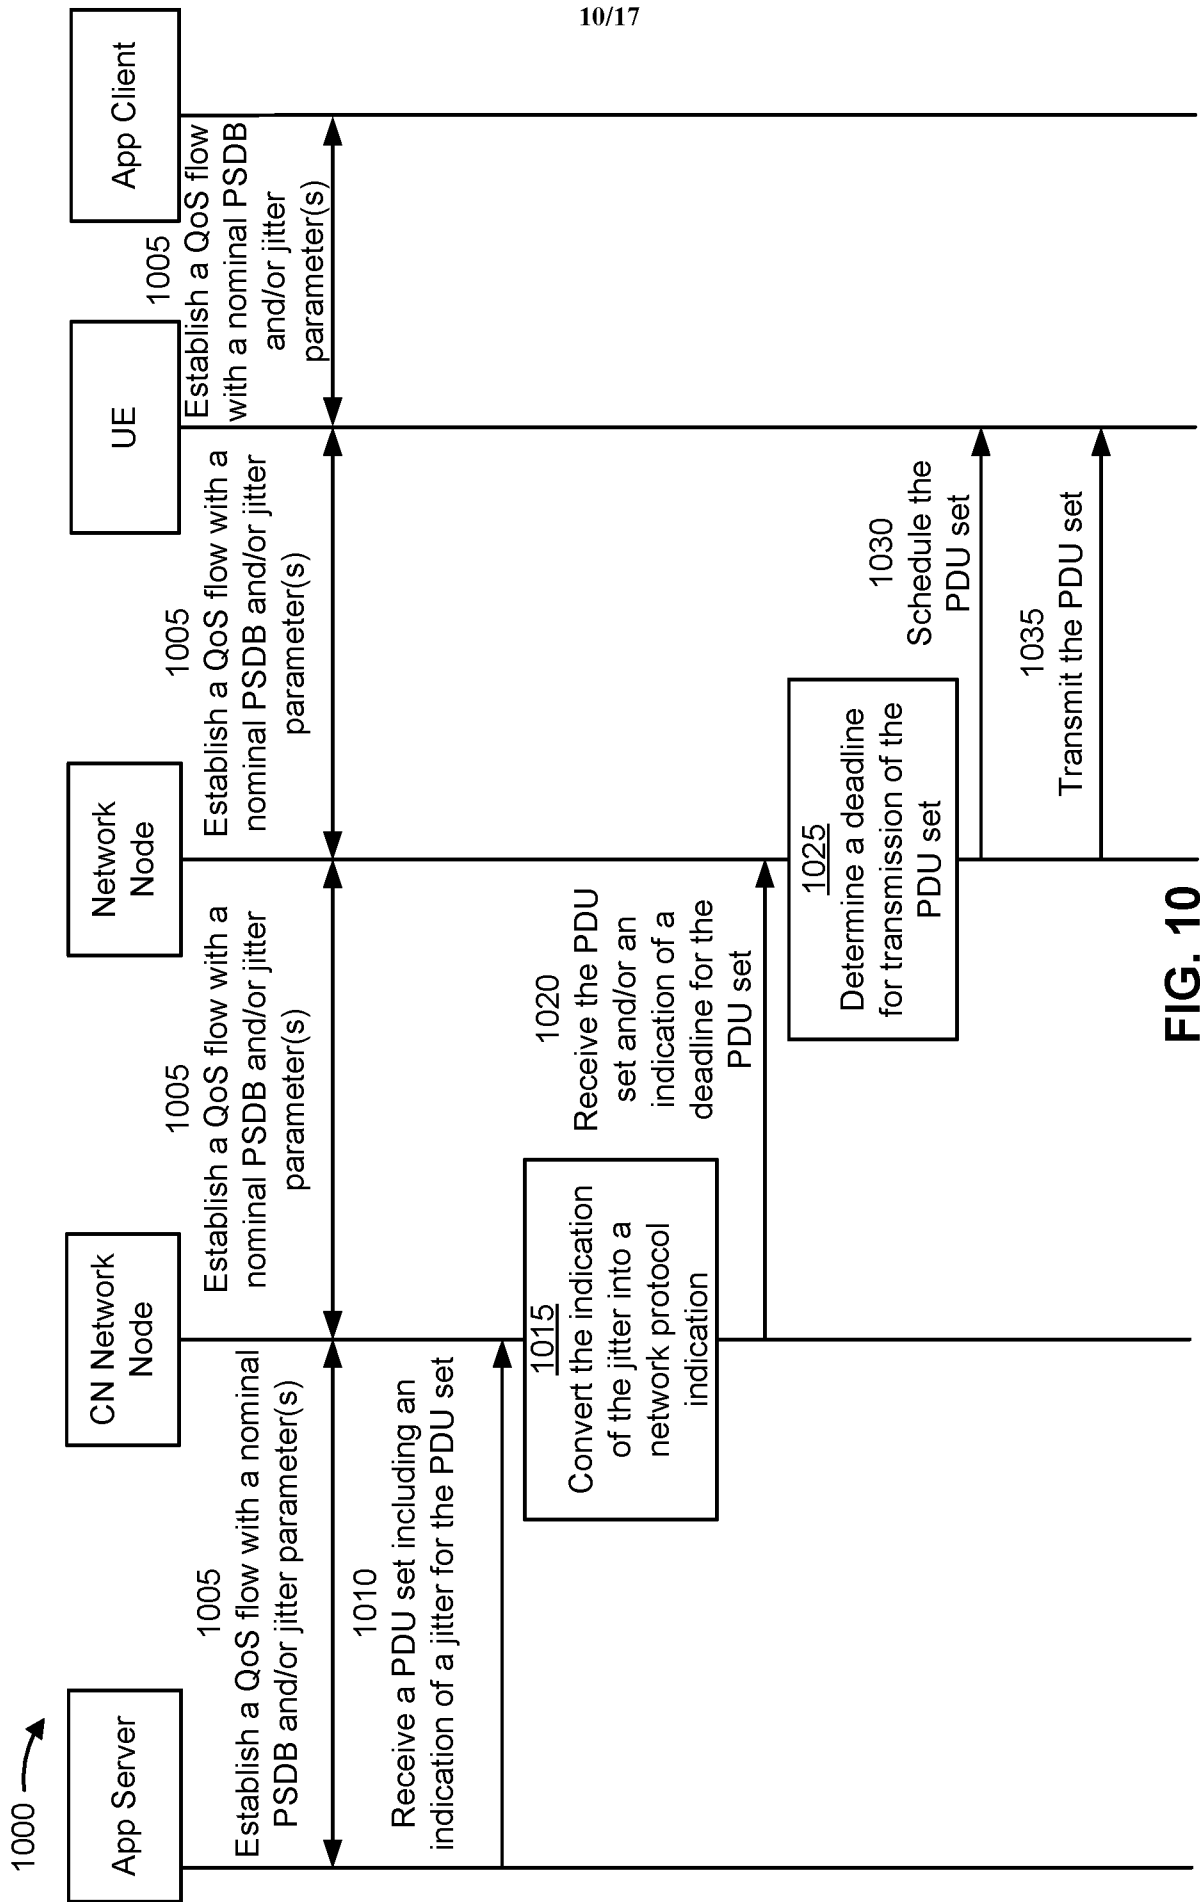 10/17
1000
App Server
CN Network
Node
Network
Node
UE
App Client
1005
Establish a QoS flow with a nominal
PSDB and/or jitter parameter(s)
1005
Establish a QoS flow with a
nominal PSDB and/or jitter
parameter(s)
1005
Establish a QoS flow with a
nominal PSDB and/or jitter
parameter(s)
1005
Establish a QoS flow
with a nominal PSDB
and/or jitter
parameter(s)
1010
Receive a PDU set including an
indication of a jitter for the PDU set
1015
Convert the indication
of the jitter into a
network protocol
indication
1020
Receive the PDU
set and/or an
indication of a
deadline for the
PDU set
1025
Determine a deadline
for transmission of the
PDU set
1030
Schedule the
PDU set
1035
Transmit the PDU set
FIG. 10